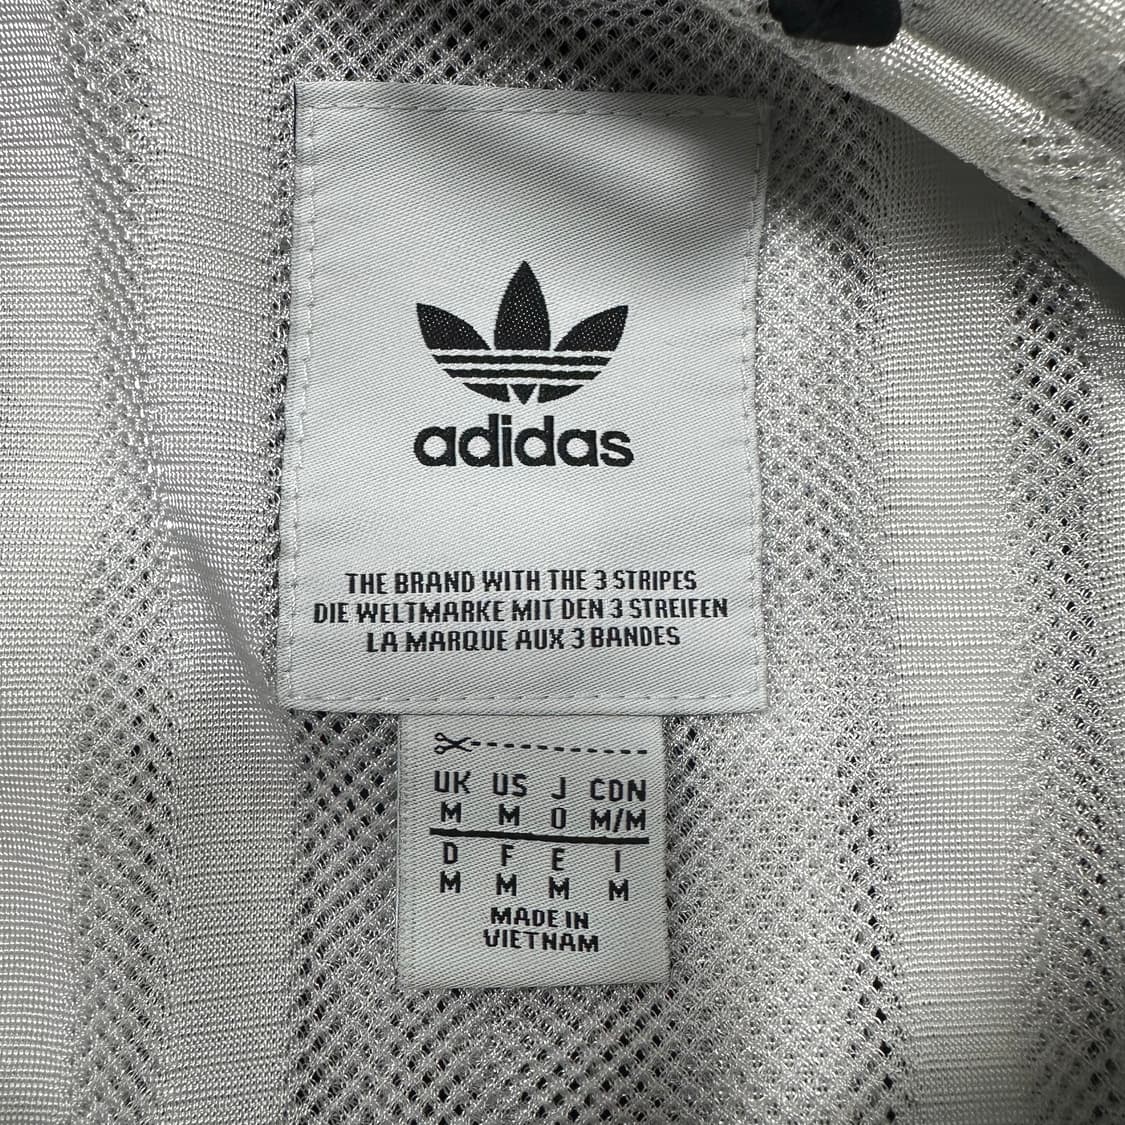 adidas
THE BRAND WITH THE 3 STRIPES
DIE WELTMARKE MIT DEN 3 STREIFEN
LA MARQUE AUX 3 BANDES
UK US J CDN
M M O M/M
D F E I
M M M M
MADE IN
VIETNAM